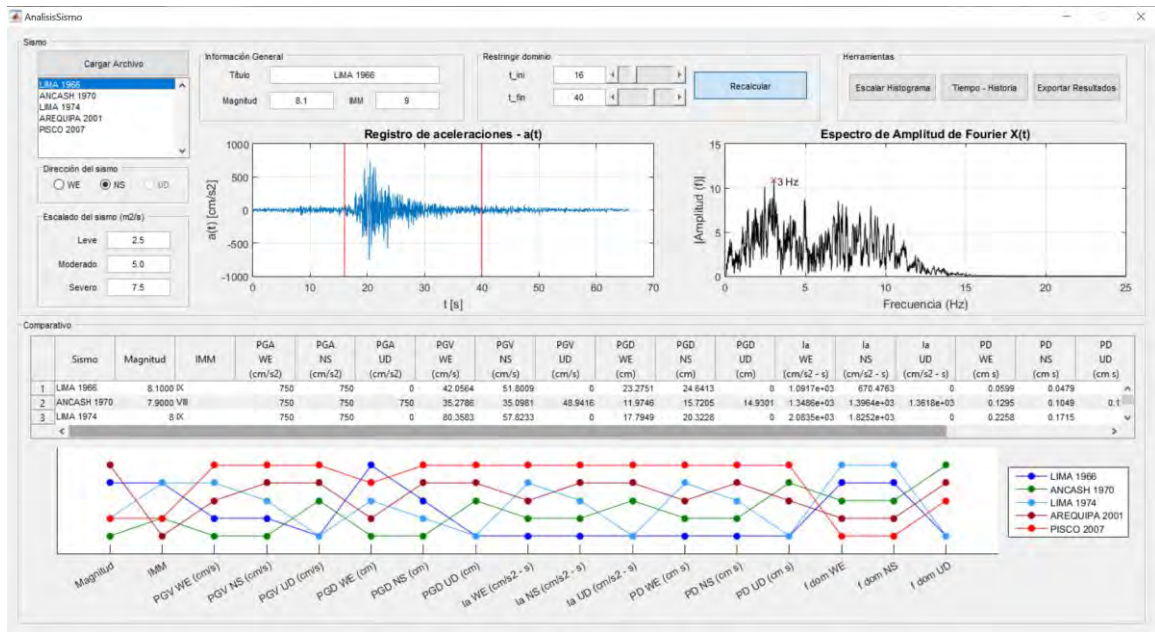 AnalisisSismo
Sismo
Cargar Archivo
LIMA 1966
ANCASH 1970
LIMA 1974
AREQUIPA 2001
PISCO 2007
Dirección del sismo
WE NS UD
Escalado del sismo (m2/s)
Leve 2.5
Moderado 5.0
Severo 7.5
Información General
Título LIMA 1966
Magnitud 8.1 IMM 9
Restringir dominio
t_ini 16
t_fin 40
Recalcular
Herramientas
Escalar Histograma Tiempo - Historia Exportar Resultados
Registro de aceleraciones - a(t)
a(t) [cm/s2]
1000
500
0
-500
-1000
0 10 20 30 40 50 60 70
t [s]
Espectro de Amplitud de Fourier X(t)
|Amplitud (f)|
15
10
5
0
3 Hz
0 5 10 15 20 25
Frecuencia (Hz)
Comparativo
Sismo Magnitud IMM PGA WE (cm/s2) PGA NS (cm/s2) PGA UD (cm/s2) PGV WE (cm/s) PGV NS (cm/s) PGV UD (cm/s) PGD WE (cm) PGD NS (cm) PGD UD (cm) Ia WE (cm/s2 - s) Ia NS (cm/s2 - s) Ia UD (cm/s2 - s) PD WE (cm s) PD NS (cm s) PD UD (cm s)
1 LIMA 1966 8.1000 IX 750 750 0 42.0564 51.8009 0 23.2751 24.6413 0 1.0917e+03 670.4763 0 0.0599 0.0479
2 ANCASH 1970 7.9000 VIII 750 750 750 35.2786 35.0981 48.9416 11.9746 15.7205 14.9301 1.3486e+03 1.3964e+03 1.3618e+03 0.1295 0.1049 0.1
3 LIMA 1974 8 IX 750 750 0 80.3583 57.8233 0 17.7949 20.3228 0 2.0835e+03 1.8252e+03 0 0.2258 0.1715
Magnitud IMM PGV WE (cm/s) PGV NS (cm/s) PGV UD (cm/s) PGD WE (cm) PGD NS (cm) PGD UD (cm) Ia WE (cm/s2 - s) Ia NS (cm/s2 - s) Ia UD (cm/s2 - s) PD WE (cm s) PD NS (cm s) PD UD (cm s) f dom WE f dom NS f dom UD
LIMA 1966
ANCASH 1970
LIMA 1974
AREQUIPA 2001
PISCO 2007